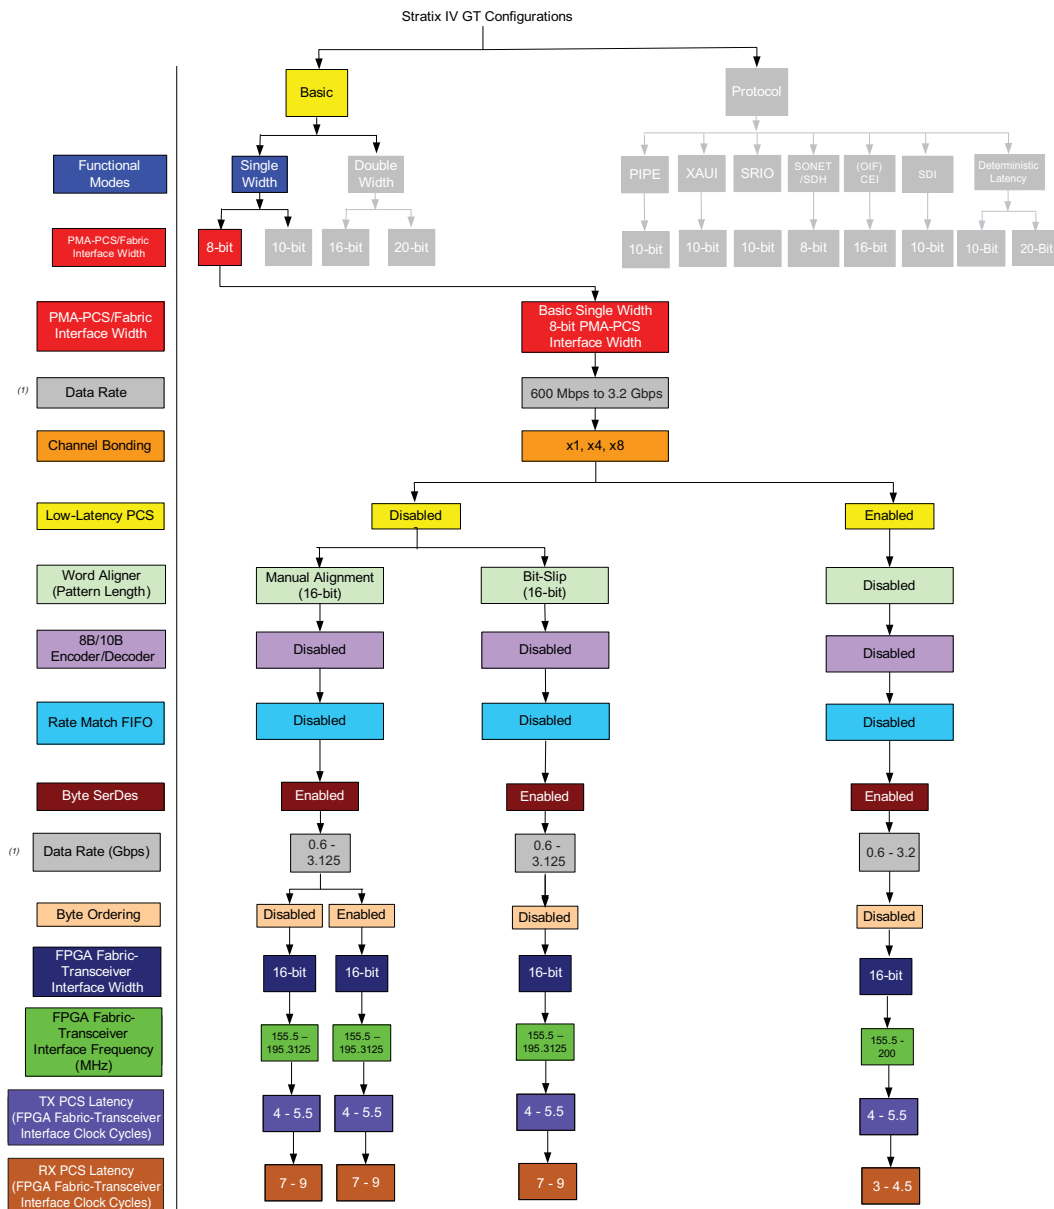 Stratix IV GT Configurations
Basic
Protocol
Functional
Modes
Single
Width
Double
Width
PIPE
XAUI
SRIO
SONET
/SDH
(OIF)
CEI
SDI
Deterministic
Latency
PMA-PCS/Fabric
Interface Width
8-bit
10-bit
16-bit
20-bit
10-bit
10-bit
10-bit
8-bit
16-bit
10-bit
10-Bit
20-Bit
PMA-PCS/Fabric
Interface Width
Basic Single Width
8-bit PMA-PCS
Interface Width
(1)
Data Rate
600 Mbps to 3.2 Gbps
Channel Bonding
x1, x4, x8
Low-Latency PCS
Disabled
Enabled
Word Aligner
(Pattern Length)
Manual Alignment
(16-bit)
Bit-Slip
(16-bit)
Disabled
8B/10B
Encoder/Decoder
Disabled
Disabled
Disabled
Rate Match FIFO
Disabled
Disabled
Disabled
Byte SerDes
Enabled
Enabled
Enabled
(1)
Data Rate (Gbps)
0.6 -
3.125
0.6 -
3.125
0.6 - 3.2
Byte Ordering
Disabled
Enabled
Disabled
Disabled
FPGA Fabric-
Transceiver
Interface Width
16-bit
16-bit
16-bit
16-bit
FPGA Fabric-
Transceiver
Interface Frequency
(MHz)
155.5 –
195.3125
155.5 –
195.3125
155.5 –
195.3125
155.5 -
200
TX PCS Latency
(FPGA Fabric-Transceiver
Interface Clock Cycles)
4 - 5.5
4 - 5.5
4 - 5.5
4 - 5.5
RX PCS Latency
(FPGA Fabric-Transceiver
Interface Clock Cycles)
7 - 9
7 - 9
7 - 9
3 - 4.5